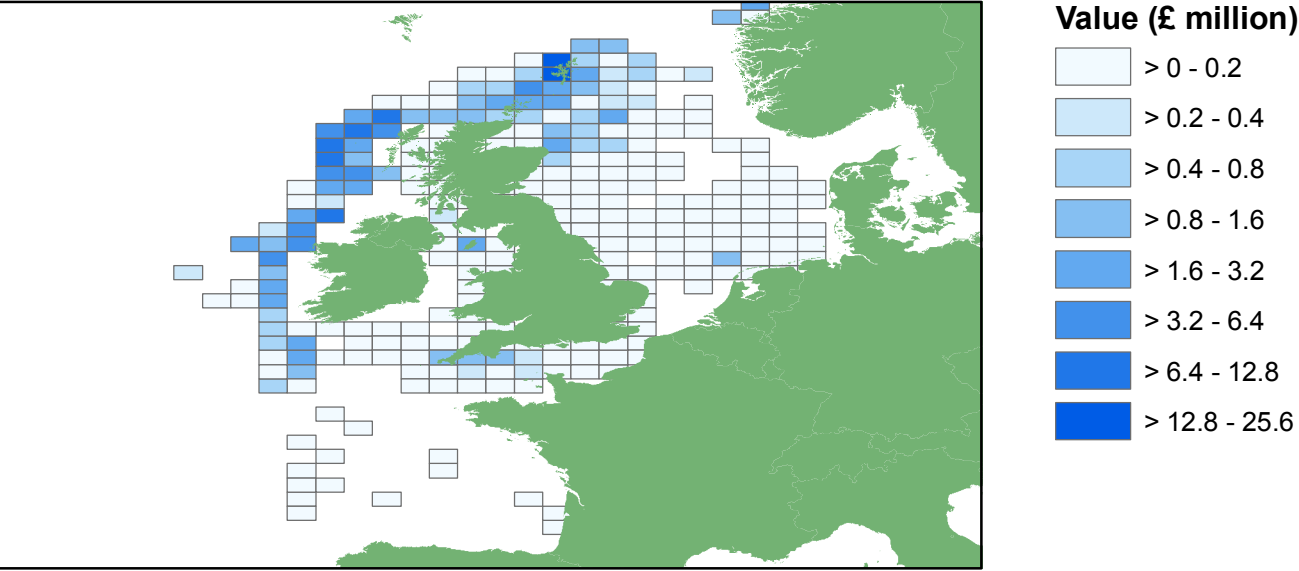 Value (£ million)
> 0 - 0.2
> 0.2 - 0.4
> 0.4 - 0.8
> 0.8 - 1.6
> 1.6 - 3.2
> 3.2 - 6.4
> 6.4 - 12.8
> 12.8 - 25.6